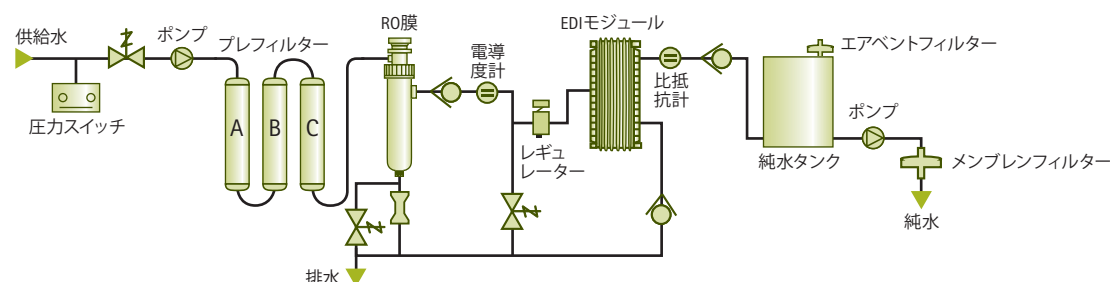 供給水
圧力スイッチ
ポンプ
プレフィルター
A
B
C
RO膜
電導
度計
レギュ
レーター
EDIモジュール
比抵
抗計
エアベントフィルター
純水タンク
ポンプ
メンブレンフィルター
純水
排水